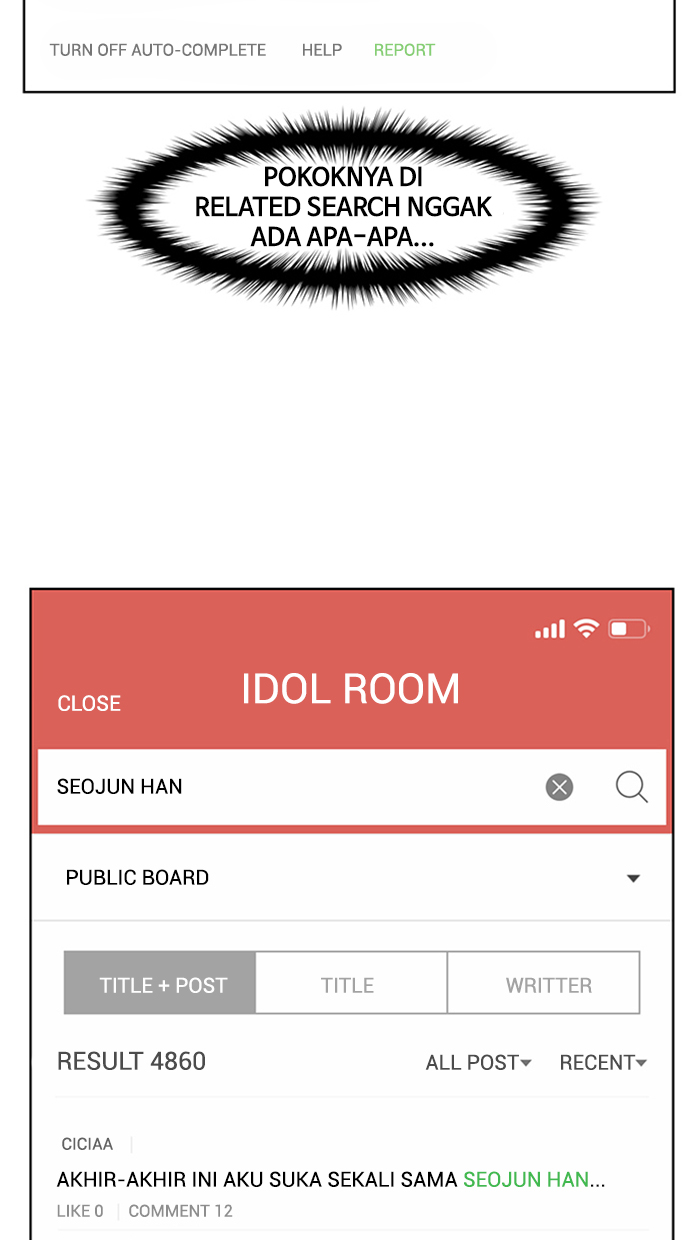 TURN OFF AUTO-COMPLETE HELP REPORT
POKOKNYA DI
RELATED SEARCH NGGAK
ADA APA-APA...
IDOL ROOM
CLOSE
SEOJUN HAN
PUBLIC BOARD
TITLE + POST TITLE WRITTER
RESULT 4860 ALL POST RECENT
CICIAA
AKHIR-AKHIR INI AKU SUKA SEKALI SAMA SEOJUN HAN...
LIKE 0 COMMENT 12